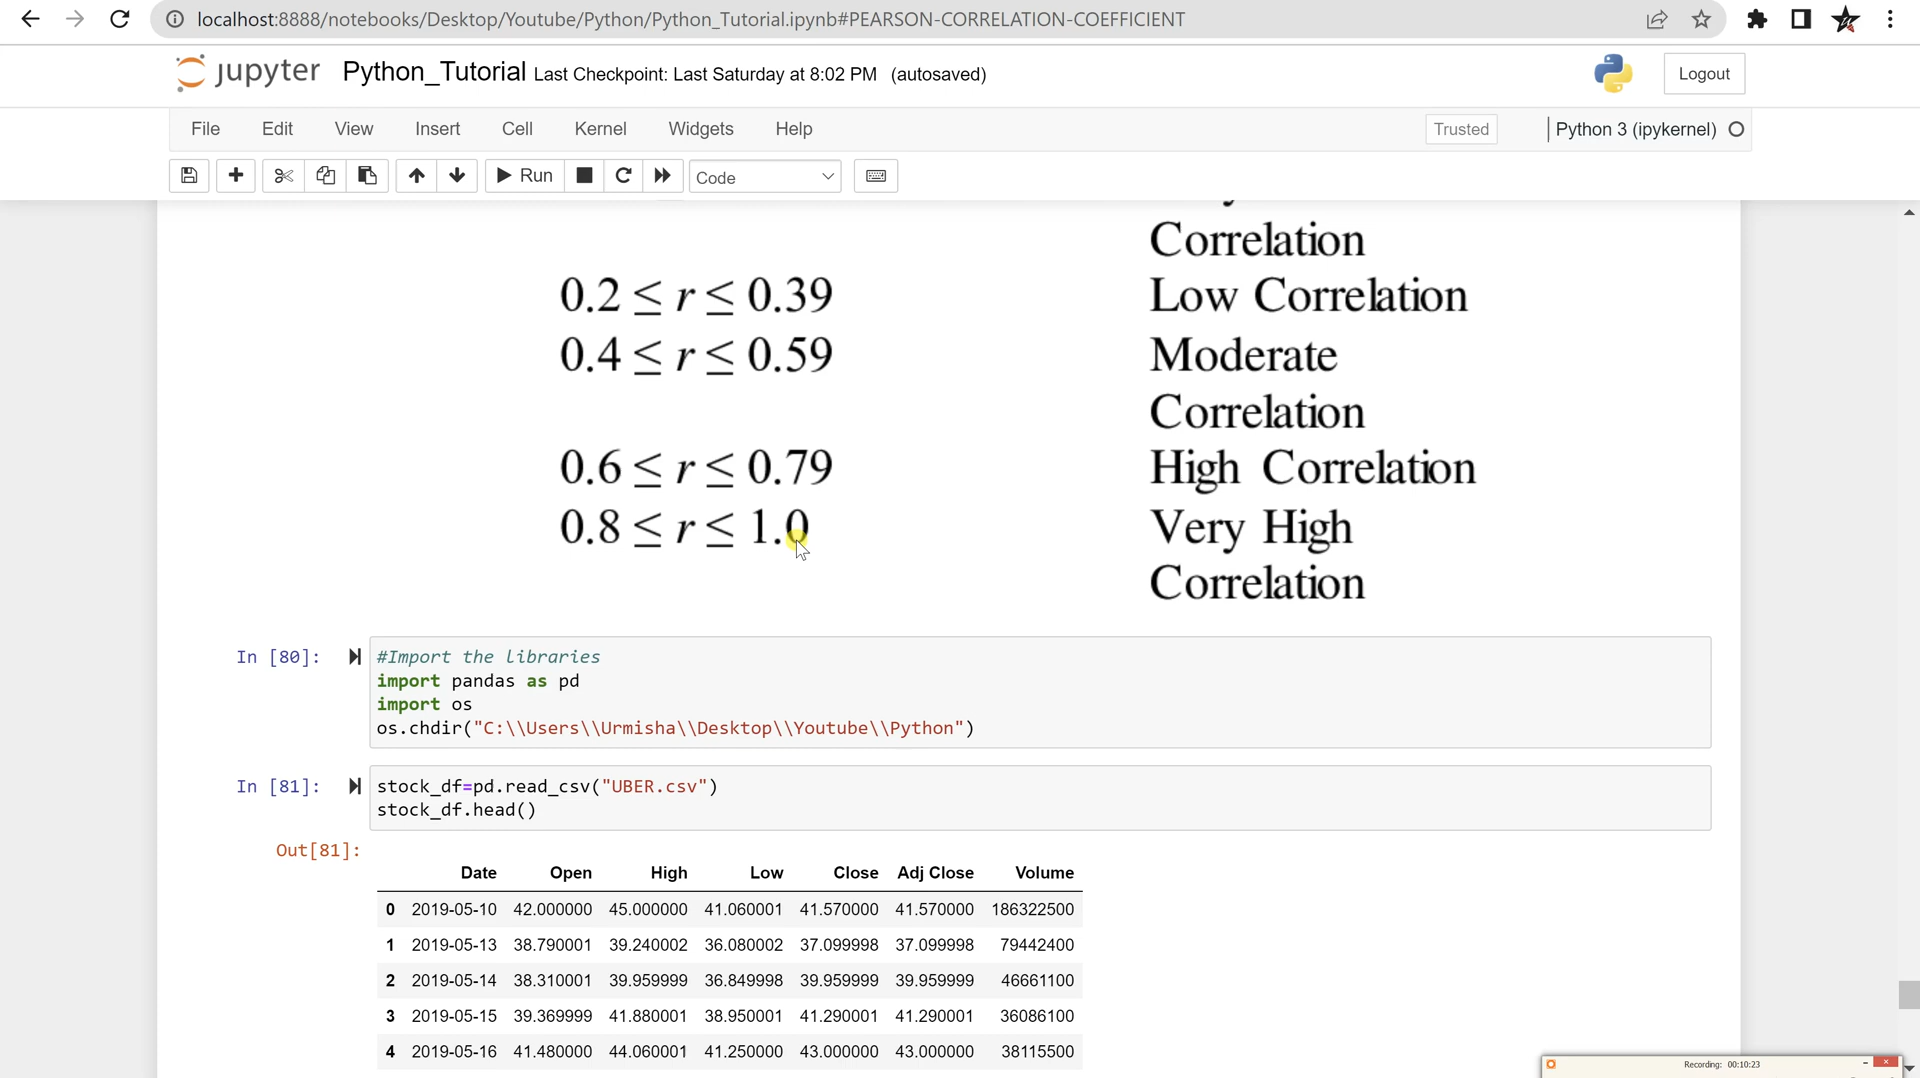 localhost:8888/notebooks/Desktop/Youtube/Python/Python_Tutorial.ipynb#PEARSON-CORRELATION-COEFFICIENT
jupyter Python_Tutorial Last Checkpoint: Last Saturday at 8:02 PM (autosaved)
Logout
File Edit View Insert Cell Kernel Widgets Help
Trusted
Python 3 (ipykernel)
Run
Code
Correlation
0.2 ≤ r ≤ 0.39 Low Correlation
0.4 ≤ r ≤ 0.59 Moderate
Correlation
0.6 ≤ r ≤ 0.79 High Correlation
0.8 ≤ r ≤ 1.0 Very High
Correlation
In [80]: #Import the libraries
import pandas as pd
import os
os.chdir("C:\\Users\\Urmisha\\Desktop\\Youtube\\Python")
In [81]: stock_df=pd.read_csv("UBER.csv")
stock_df.head()
Out[81]:
Date Open High Low Close Adj Close Volume
0 2019-05-10 42.000000 45.000000 41.060001 41.570000 41.570000 186322500
1 2019-05-13 38.790001 39.240002 36.080002 37.099998 37.099998 79442400
2 2019-05-14 38.310001 39.959999 36.849998 39.959999 39.959999 46661100
3 2019-05-15 39.369999 41.880001 38.950001 41.290001 41.290001 36086100
4 2019-05-16 41.480000 44.060001 41.250000 43.000000 43.000000 38115500
Recording: 00:10:23